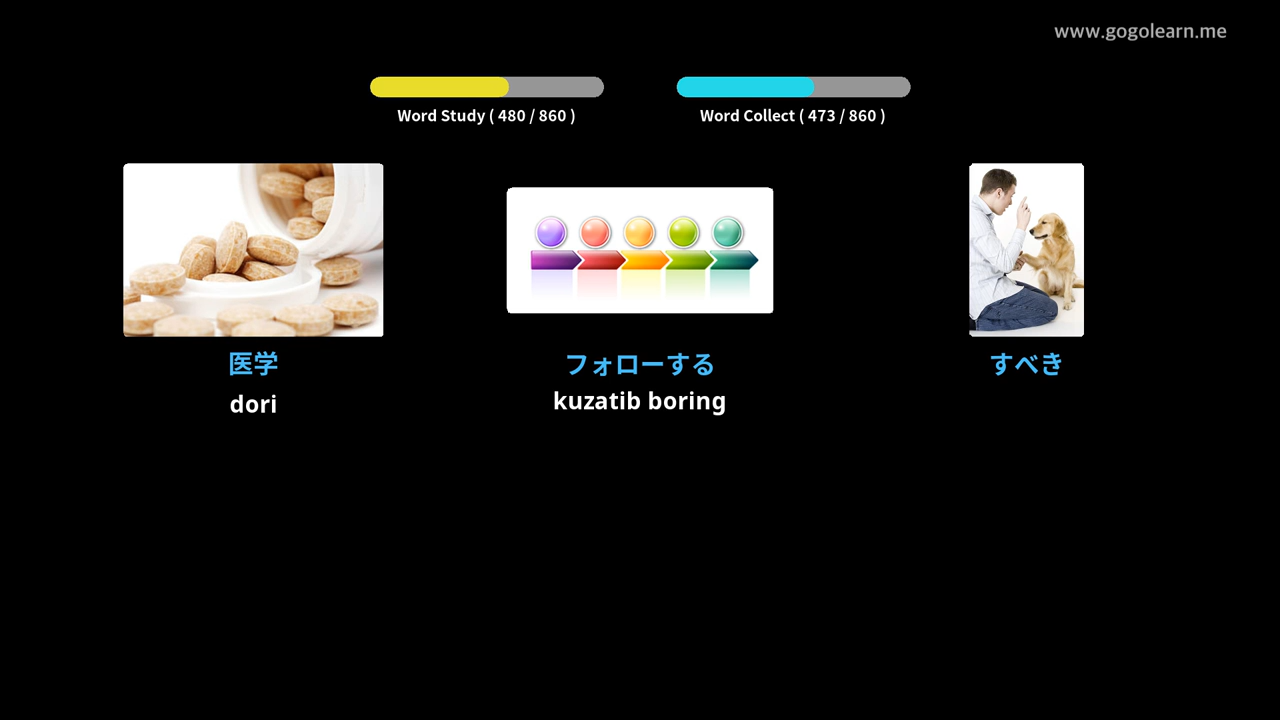 www.gogolearn.me
Word Study ( 480 / 860 )
Word Collect ( 473 / 860 )
医学
フォローする
すべき
dori
kuzatib boring